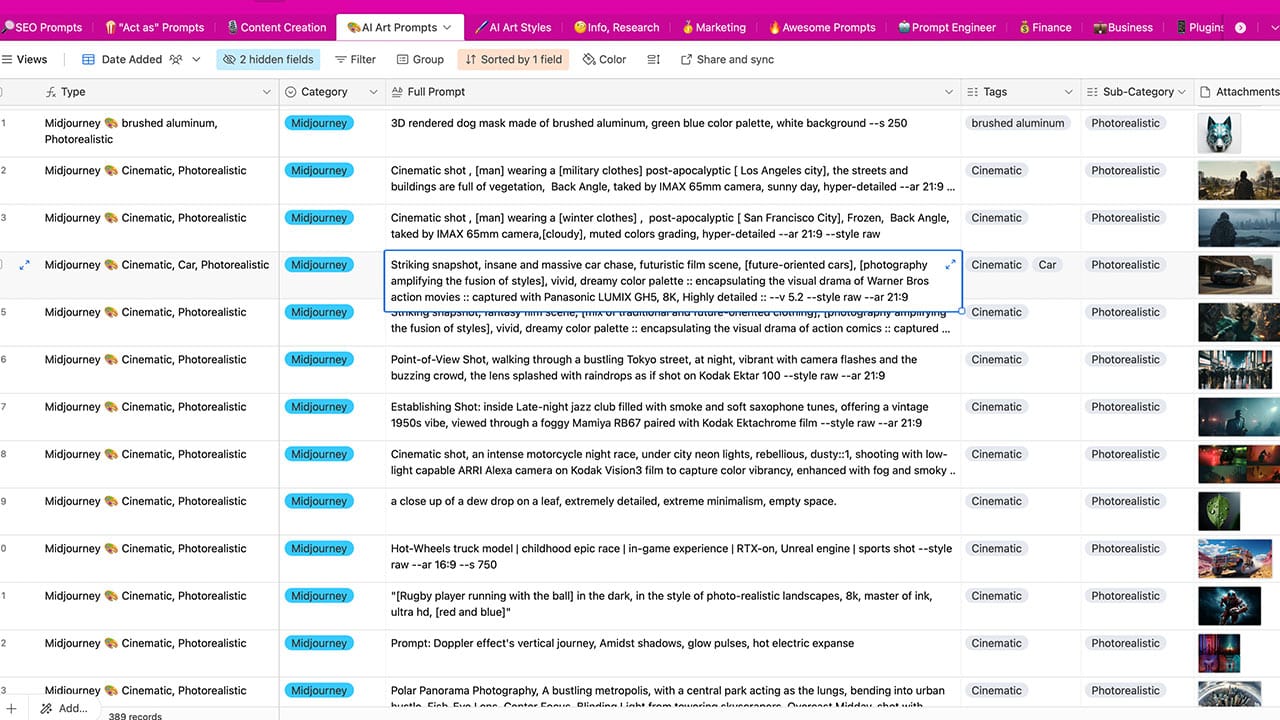 SEO Prompts
"Act as" Prompts
Content Creation
AI Art Prompts
AI Art Styles
Info, Research
Marketing
Awesome Prompts
Prompt Engineer
Finance
Business
Plugins
Views
Date Added
2 hidden fields
Filter
Group
Sorted by 1 field
Color
Share and sync
Type
Category
Full Prompt
Tags
Sub-Category
Attachments
1
Midjourney 🎨 brushed aluminum,
Photorealistic
Midjourney
3D rendered dog mask made of brushed aluminum, green blue color palette, white background --s 250
brushed aluminum
Photorealistic
2
Midjourney 🎨 Cinematic, Photorealistic
Midjourney
Cinematic shot , [man] wearing a [military clothes] post-apocalyptic [ Los Angeles city], the streets and
buildings are full of vegetation,  Back Angle, taked by IMAX 65mm camera, sunny day, hyper-detailed --ar 21:9 ...
Cinematic
Photorealistic
3
Midjourney 🎨 Cinematic, Photorealistic
Midjourney
Cinematic shot , [man] wearing a [winter clothes] ,  post-apocalyptic [ San Francisco City], Frozen,  Back Angle,
taked by IMAX 65mm camera,[cloudy], muted colors grading, hyper-detailed --ar 21:9 --style raw
Cinematic
Photorealistic
Midjourney 🎨 Cinematic, Car, Photorealistic
Midjourney
Striking snapshot, insane and massive car chase, futuristic film scene, [future-oriented cars], [photography
amplifying the fusion of styles], vivid, dreamy color palette :: encapsulating the visual drama of Warner Bros
action movies :: captured with Panasonic LUMIX GH5, 8K, Highly detailed :: --v 5.2 --style raw --ar 21:9
Cinematic
Car
Photorealistic
5
Midjourney 🎨 Cinematic, Photorealistic
Midjourney
the fusion of styles], vivid, dreamy color palette :: encapsulating the visual drama of action comics :: captured ...
Cinematic
Photorealistic
6
Midjourney 🎨 Cinematic, Photorealistic
Midjourney
Point-of-View Shot, walking through a bustling Tokyo street, at night, vibrant with camera flashes and the
buzzing crowd, the lens splashed with raindrops as if shot on Kodak Ektar 100 --style raw --ar 21:9
Cinematic
Photorealistic
7
Midjourney 🎨 Cinematic, Photorealistic
Midjourney
Establishing Shot: inside Late-night jazz club filled with smoke and soft saxophone tunes, offering a vintage
1950s vibe, viewed through a foggy Mamiya RB67 paired with Kodak Ektachrome film --style raw --ar 21:9
Cinematic
Photorealistic
8
Midjourney 🎨 Cinematic, Photorealistic
Midjourney
Cinematic shot, an intense motorcycle night race, under city neon lights, rebellious, dusty::1, shooting with low-
light capable ARRI Alexa camera on Kodak Vision3 film to capture color vibrancy, enhanced with fog and smoky ..
Cinematic
Photorealistic
9
Midjourney 🎨 Cinematic, Photorealistic
Midjourney
a close up of a dew drop on a leaf, extremely detailed, extreme minimalism, empty space.
Cinematic
Photorealistic
0
Midjourney 🎨 Cinematic, Photorealistic
Midjourney
Hot-Wheels truck model | childhood epic race | in-game experience | RTX-on, Unreal engine | sports shot --style
raw --ar 16:9 --s 750
Cinematic
Photorealistic
1
Midjourney 🎨 Cinematic, Photorealistic
Midjourney
"[Rugby player running with the ball] in the dark, in the style of photo-realistic landscapes, 8k, master of ink,
ultra hd, [red and blue]"
Cinematic
Photorealistic
2
Midjourney 🎨 Cinematic, Photorealistic
Midjourney
Prompt: Doppler effect's vertical journey, Amidst shadows, glow pulses, hot electric expanse
Cinematic
Photorealistic
3
Midjourney 🎨 Cinematic, Photorealistic
Midjourney
Polar Panorama Photography, A bustling metropolis, with a central park acting as the lungs, bending into urban
Cinematic
Photorealistic
Add...
389 records